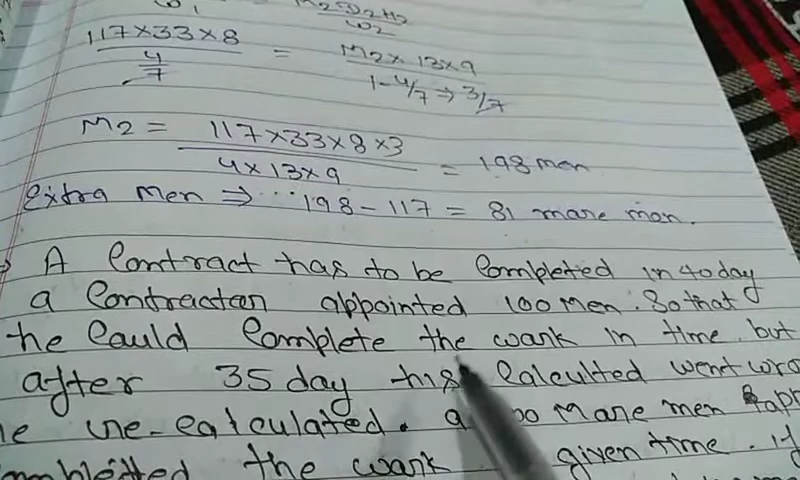 117×33×8 / 4/7 = M2×13×9 / 1-4/7→3/7
M2 = 117×33×8×3 / 4×13×9 = 198 men
extra men ⇒ 198-117 = 81 more men.
A Contract has to be Completed in 40 day
a Contractor appointed 100 men. So that
he Could Complete the work in time. but
after 35 day his Calculted went wro
re-calculated. more men
the work given time. if